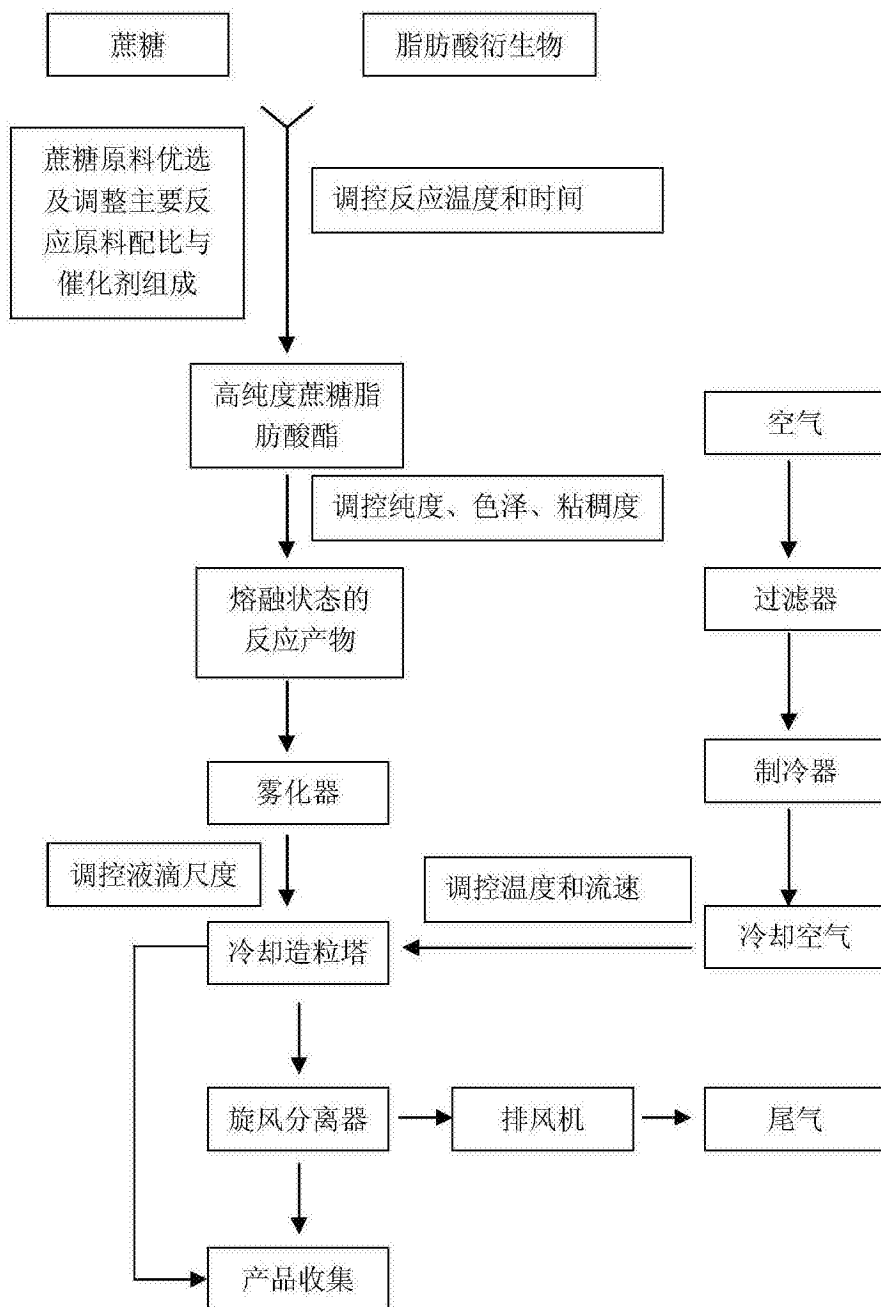 蔗糖
脂肪酸衍生物
蔗糖原料优选
及调整主要反
应原料配比与
催化剂组成
调控反应温度和时间
高纯度蔗糖脂
肪酸酯
空气
调控纯度、色泽、粘稠度
熔融状态的
反应产物
过滤器
雾化器
制冷器
调控液滴尺度
调控温度和流速
冷却造粒塔
冷却空气
旋风分离器
排风机
尾气
产品收集